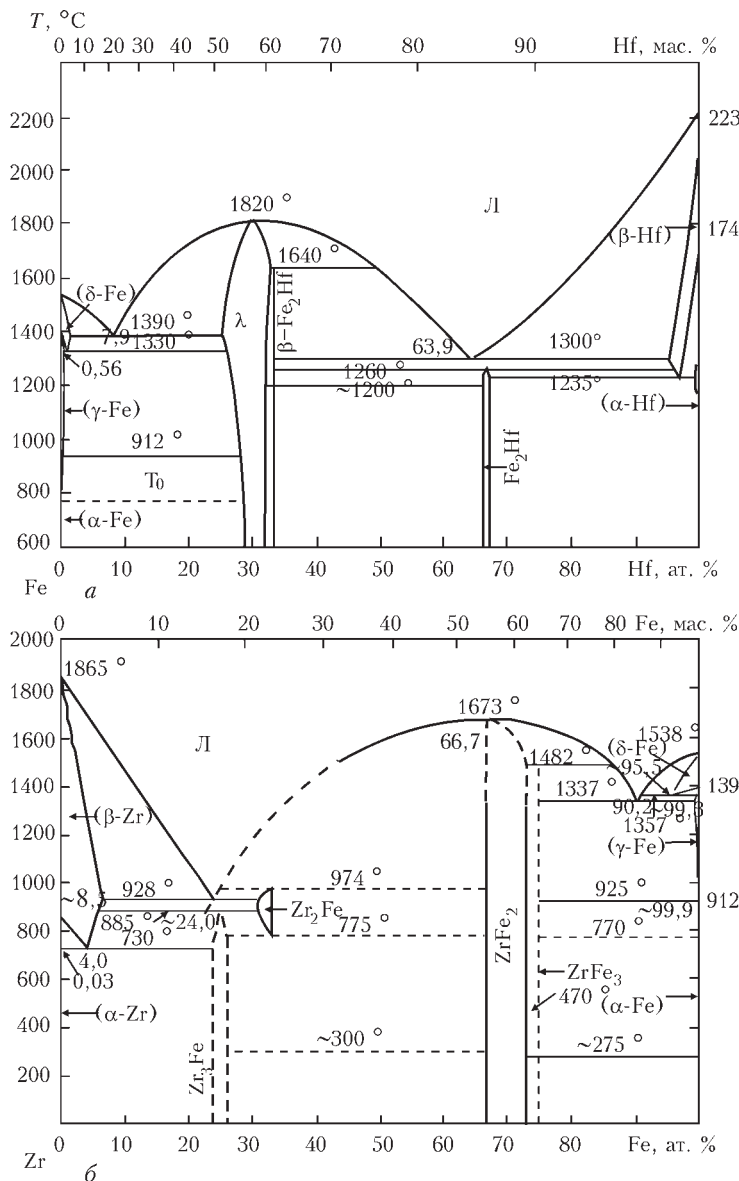 T, °C
0 10 20 30 40 50 60 70 80 90 Hf, мас. %
2200
2000
1800
1600
1400
1200
1000
800
600
223
174
1820 °
Л
(β-Hf)
1640 °
(δ-Fe)
λ
β−Fe₂Hf
1390 °
7,9
1330 °
63,9
1300°
0,56
1260 °
~1200 °
1235°
(γ-Fe)
(α-Hf)
912 °
Fe₂Hf
T₀
(α-Fe)
0 10 20 30 40 50 60 70 80 Hf, ат. %
Fe а
0 10 20 30 40 50 60 70 80 Fe, мас. %
2000
1800
1600
1400
1200
1000
800
600
400
200
139
912
1865 °
Л
1673 °
66,7
1538 °
(δ-Fe)
1482 °
~95,5
1337 °
90,2
~99,3
1357 °
(β-Zr)
(γ-Fe)
974 °
928 °
925 °
~8,5
Zr₂Fe
885 °
~24,0
~99,9
730 °
775 °
770 °
ZrFe₂
4,0
0,03
ZrFe₃
470 °
(α-Zr)
(α-Fe)
Zr₃Fe
~300 °
~275 °
0 10 20 30 40 50 60 70 80 Fe, ат. %
Zr б